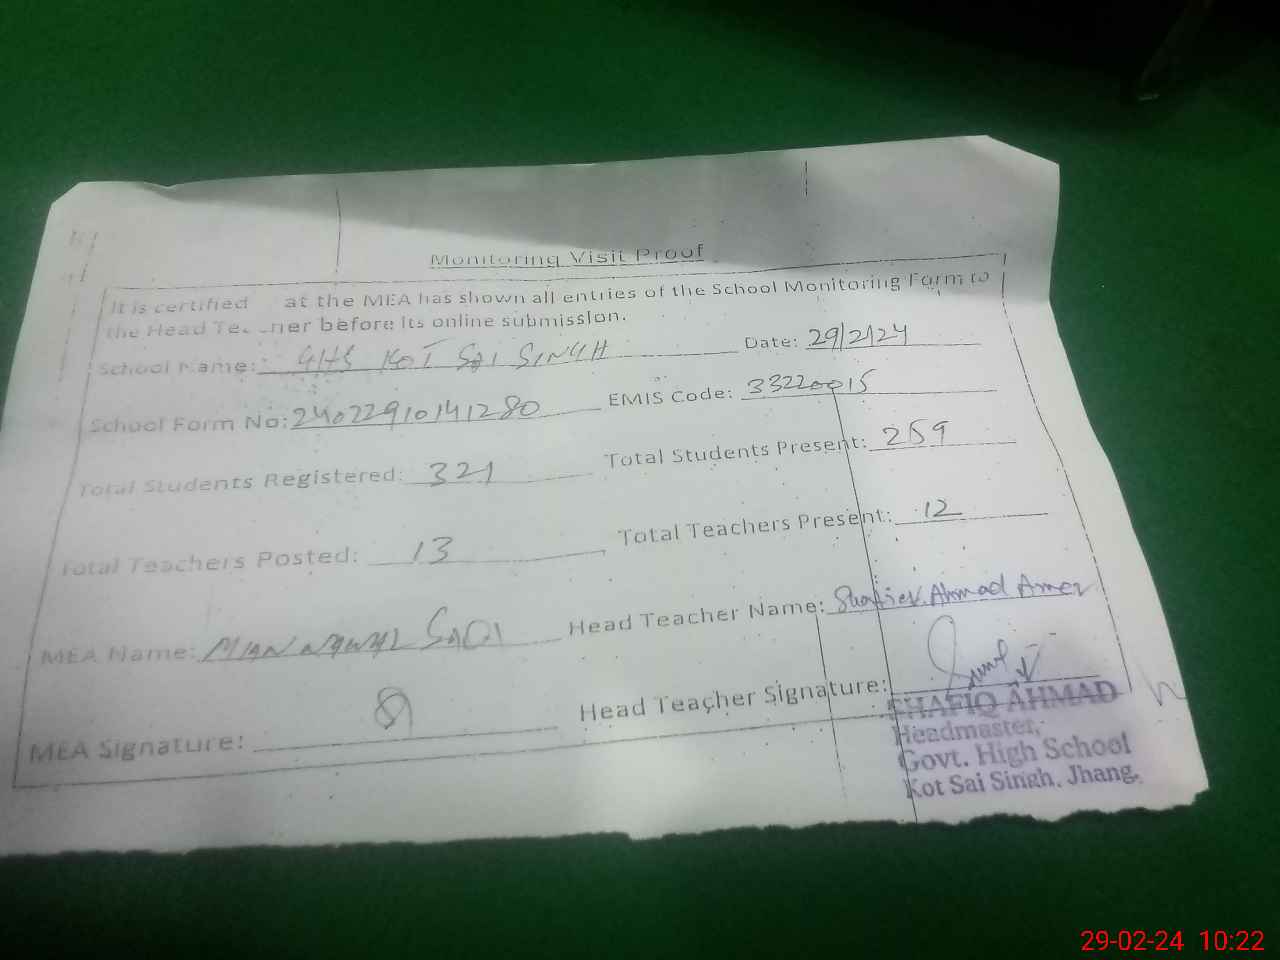 Monitoring Visit Proof
It is certified at the MEA has shown all entries of the School Monitoring Form to
the Head Teacher before its online submission.
School Name: GHS KOT SAI SINGH Date: 29/2/24
School Form No: 24022910141280 EMIS Code: 33220015
Total Students Registered: 321 Total Students Present: 259
Total Teachers Posted: 13 Total Teachers Present: 12
MEA Name: MIAN Head Teacher Name: Shafiq Ahmad Amer
MEA Signature: Head Teacher Signature:
SHAFIQ AHMAD
Headmaster,
Govt. High School
Kot Sai Singh. Jhang.
29-02-24 10:22